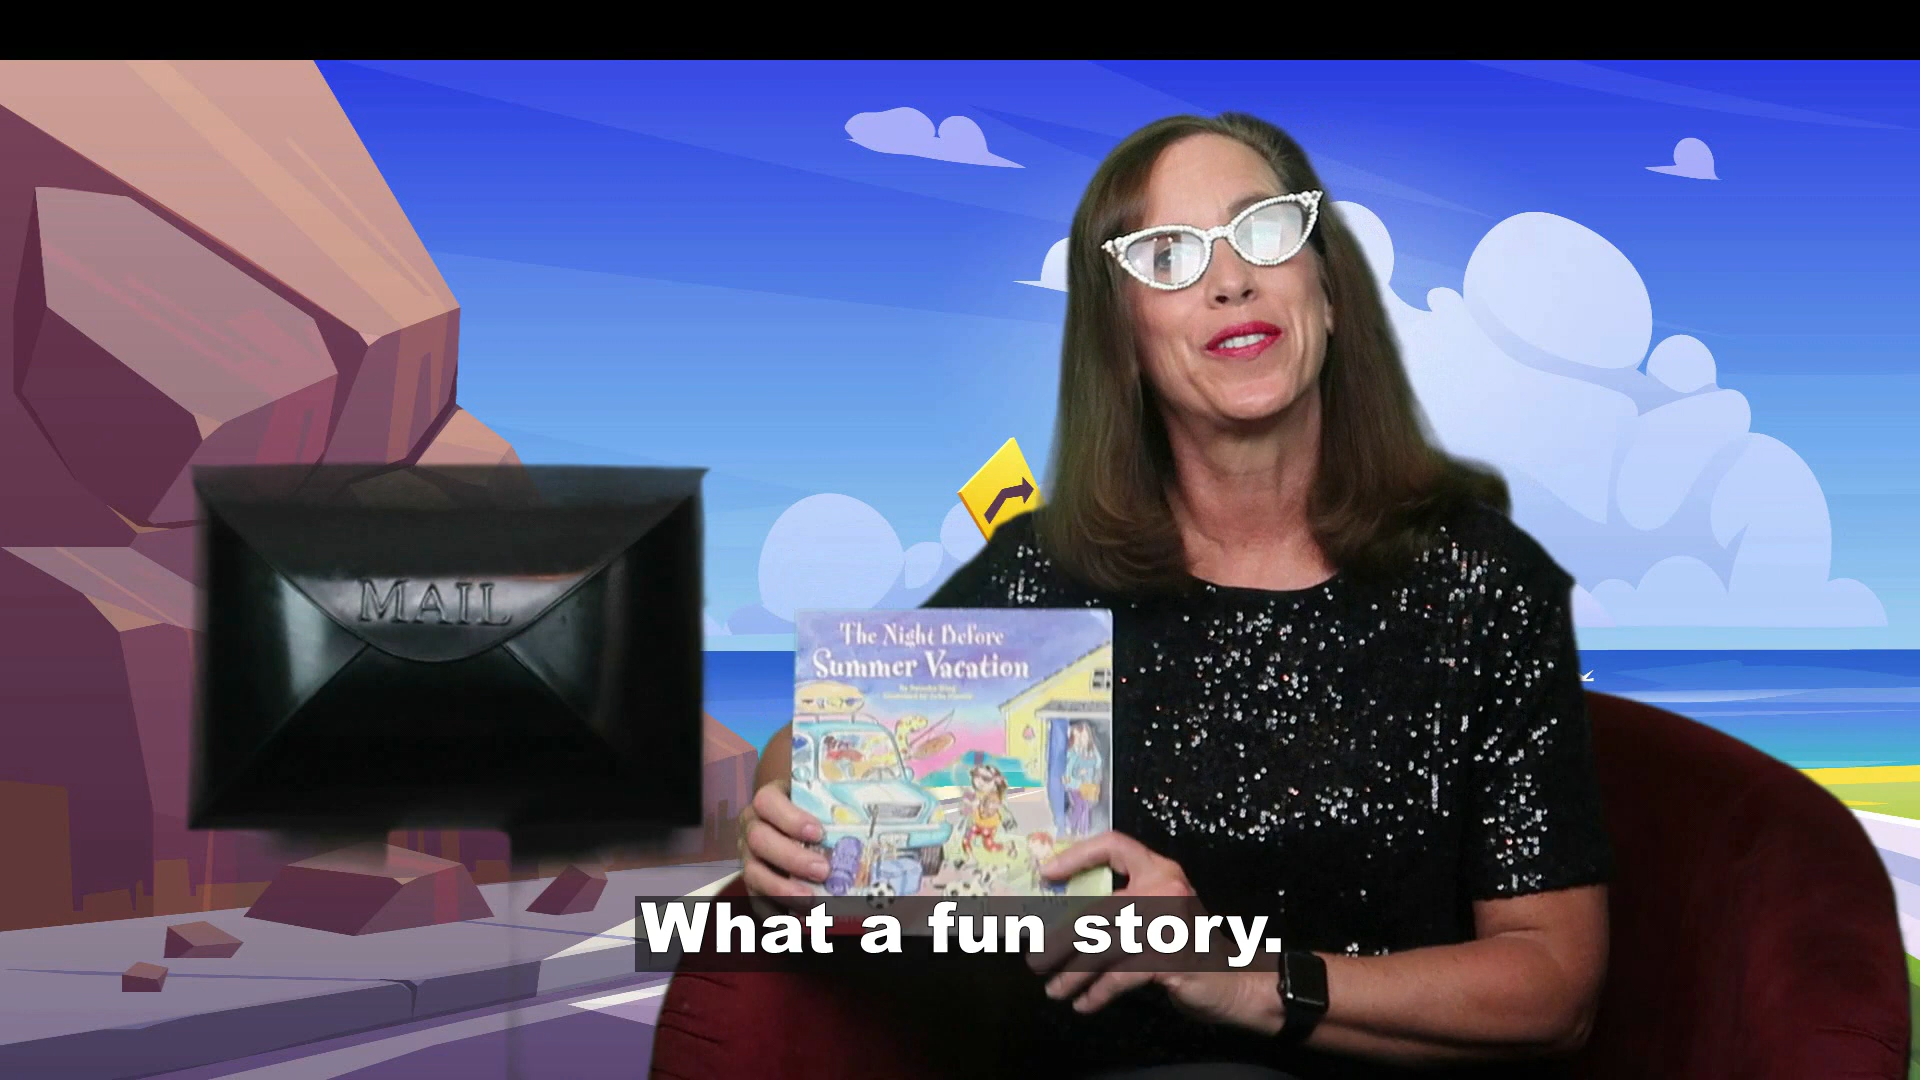 MAIL
The Night Before
Summer Vacation
What a fun story.